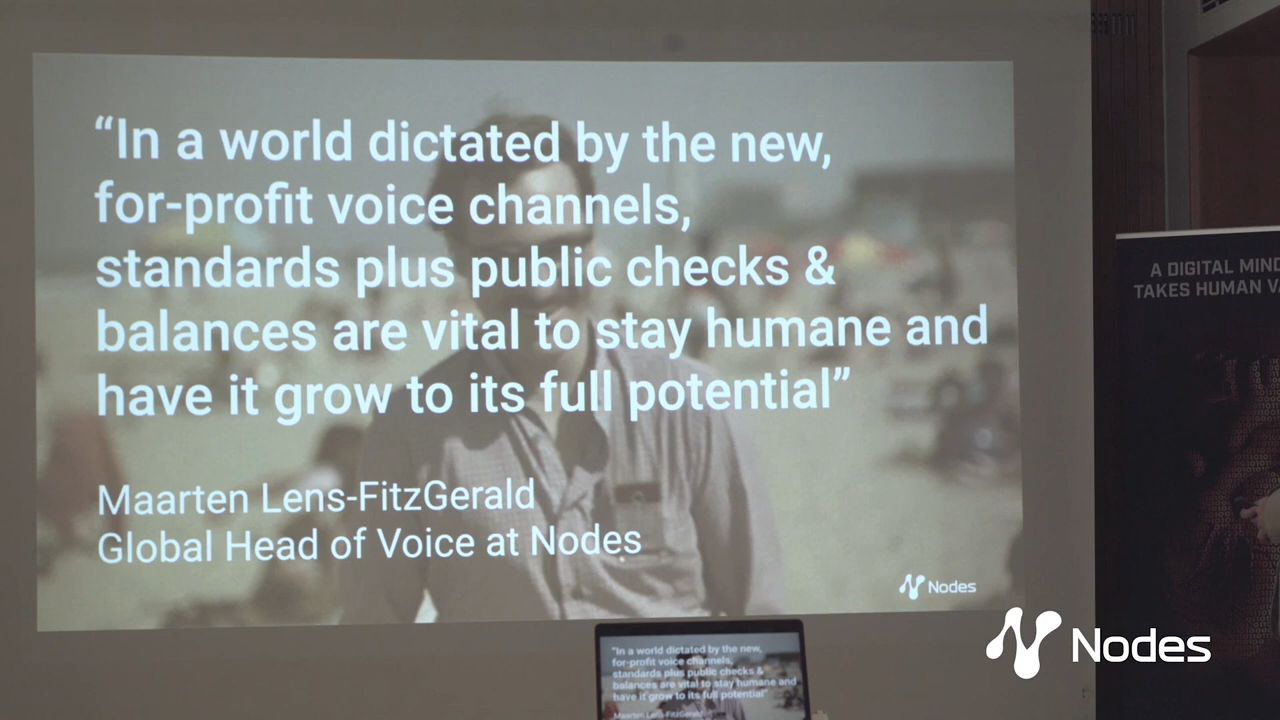 “In a world dictated by the new,
for-profit voice channels,
standards plus public checks &
balances are vital to stay humane and
have it grow to its full potential”
Maarten Lens-FitzGerald
Global Head of Voice at Nodes
Nodes
A DIGITAL MIND
TAKES HUMAN
“In a world dictated by the new,
for-profit voice channels,
standards plus public checks &
balances are vital to stay humane and
have it grow to its full potential”
Maarten Lens-FitzGerald
Nodes